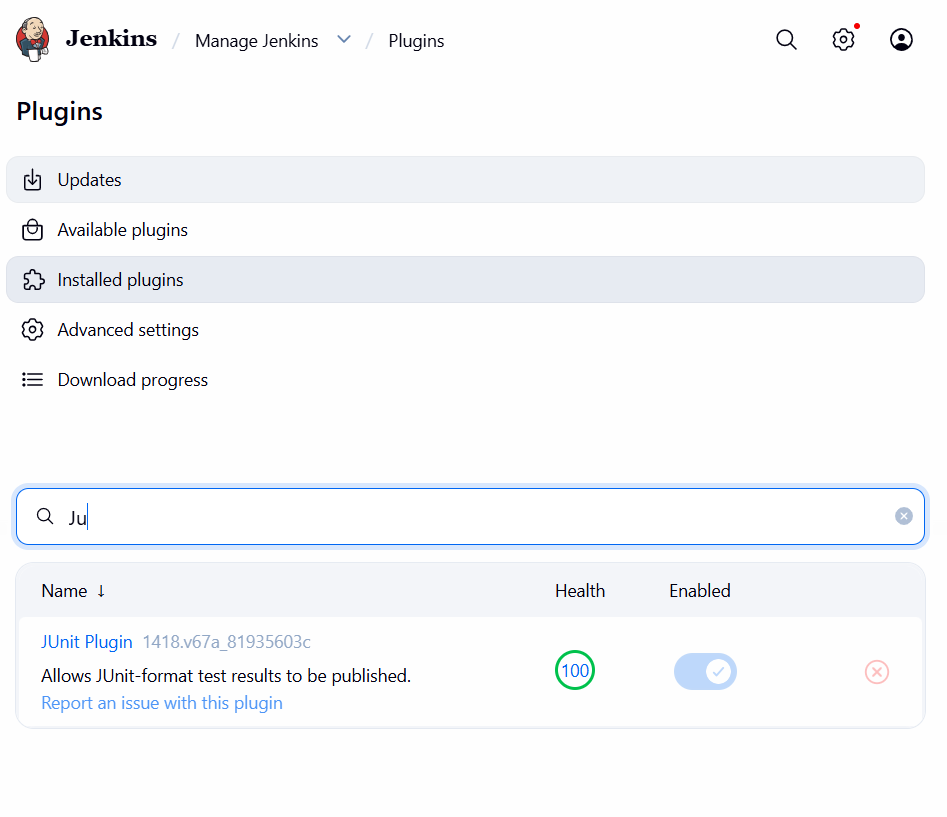 Jenkins / Manage Jenkins / Plugins
Plugins
Updates
Available plugins
Installed plugins
Advanced settings
Download progress
Ju
Name ↓ Health Enabled
JUnit Plugin 1418.v67a_81935603c
Allows JUnit-format test results to be published.
100
Report an issue with this plugin